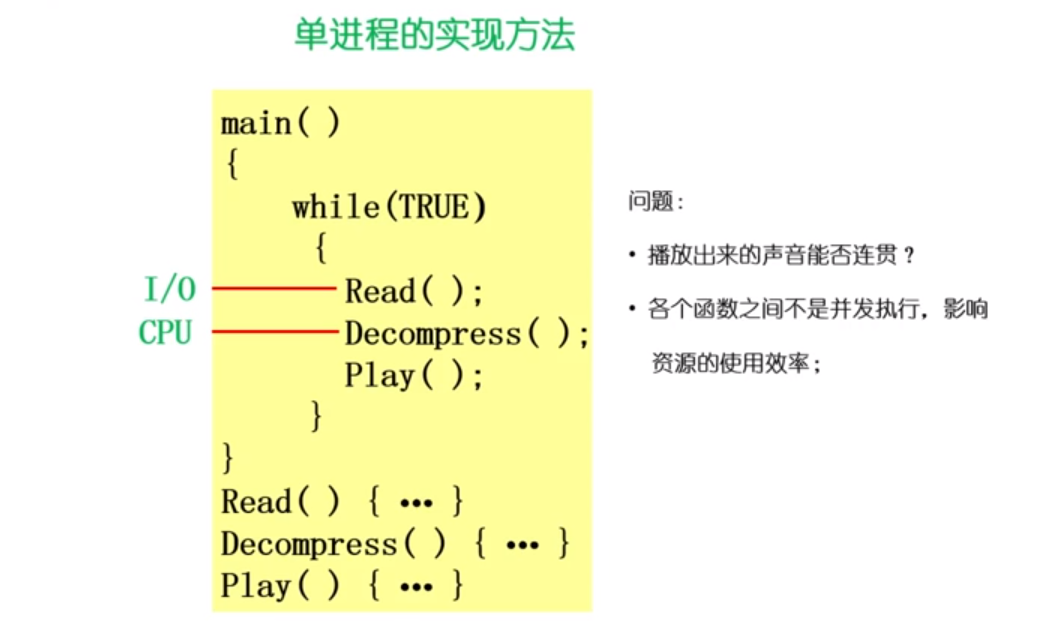 单进程的实现方法
main( )
{
while(TRUE)
{
I/O Read( );
CPU Decompress( );
Play( );
}
}
Read( ) { ••• }
Decompress( ) { ••• }
Play( ) { ••• }
问题:
• 播放出来的声音能否连贯?
• 各个函数之间不是并发执行，影响
资源的使用效率;